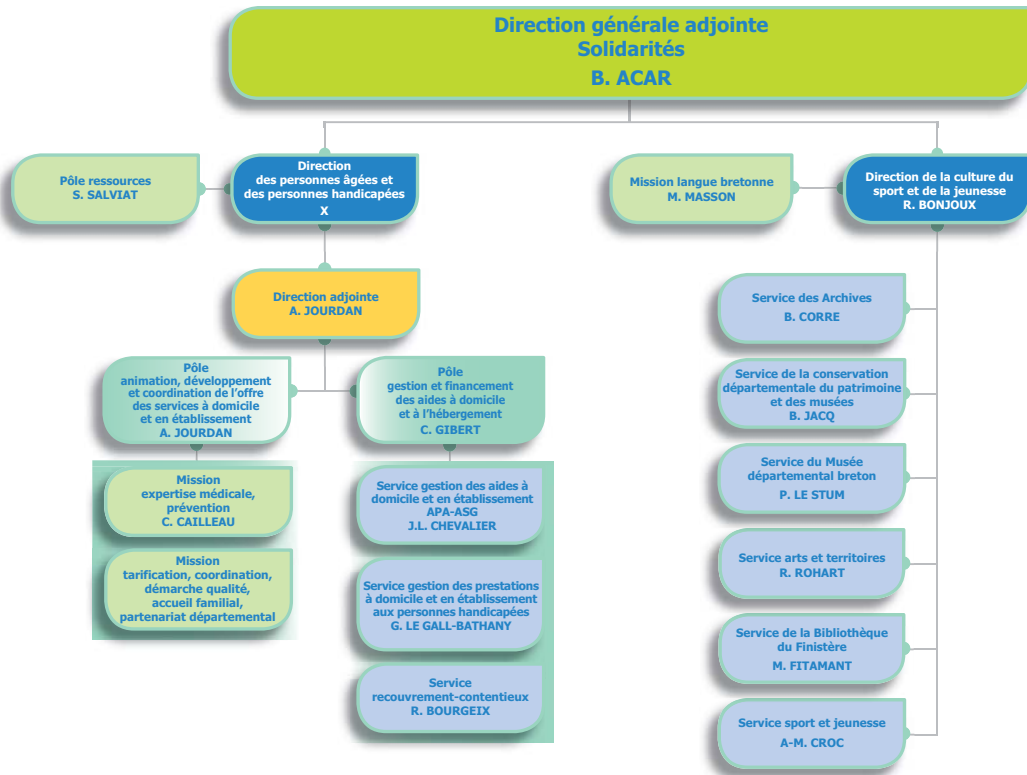 Direction générale adjointe
Solidarités
B. ACAR
Pôle ressources
S. SALVIAT
Direction
des personnes âgées et
des personnes handicapées
X
Mission langue bretonne
M. MASSON
Direction de la culture du
sport et de la jeunesse
R. BONJOUX
Direction adjointe
A. JOURDAN
Pôle
animation, développement
et coordination de l'offre
des services à domicile
et en établissement
A. JOURDAN
Mission
expertise médicale,
prévention
C. CAILLEAU
Mission
tarification, coordination,
démarche qualité,
accueil familial,
partenariat départemental
Pôle
gestion et financement
des aides à domicile
et à l'hébergement
C. GIBERT
Service gestion des aides à
domicile et en établissement
APA-ASG
J.L. CHEVALIER
Service gestion des prestations
à domicile et en établissement
aux personnes handicapées
G. LE GALL-BATHANY
Service
recouvrement-contentieux
R. BOURGEIX
Service des Archives
B. CORRE
Service de la conservation
départementale du patrimoine
et des musées
B. JACQ
Service du Musée
départemental breton
P. LE STUM
Service arts et territoires
R. ROHART
Service de la Bibliothèque
du Finistère
M. FITAMANT
Service sport et jeunesse
A-M. CROC